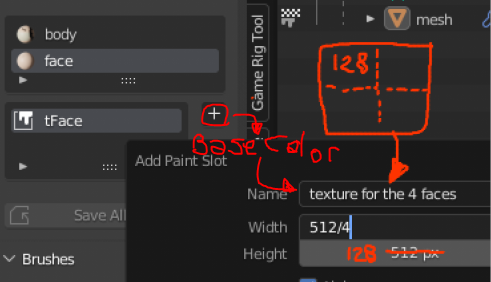 mesh
body
face
128
Game Rig Tool
tFace
+
Base Color
Add Paint Slot
Name texture for the 4 faces
Width 512/4
Save All
Height 128 512 px
Brushes